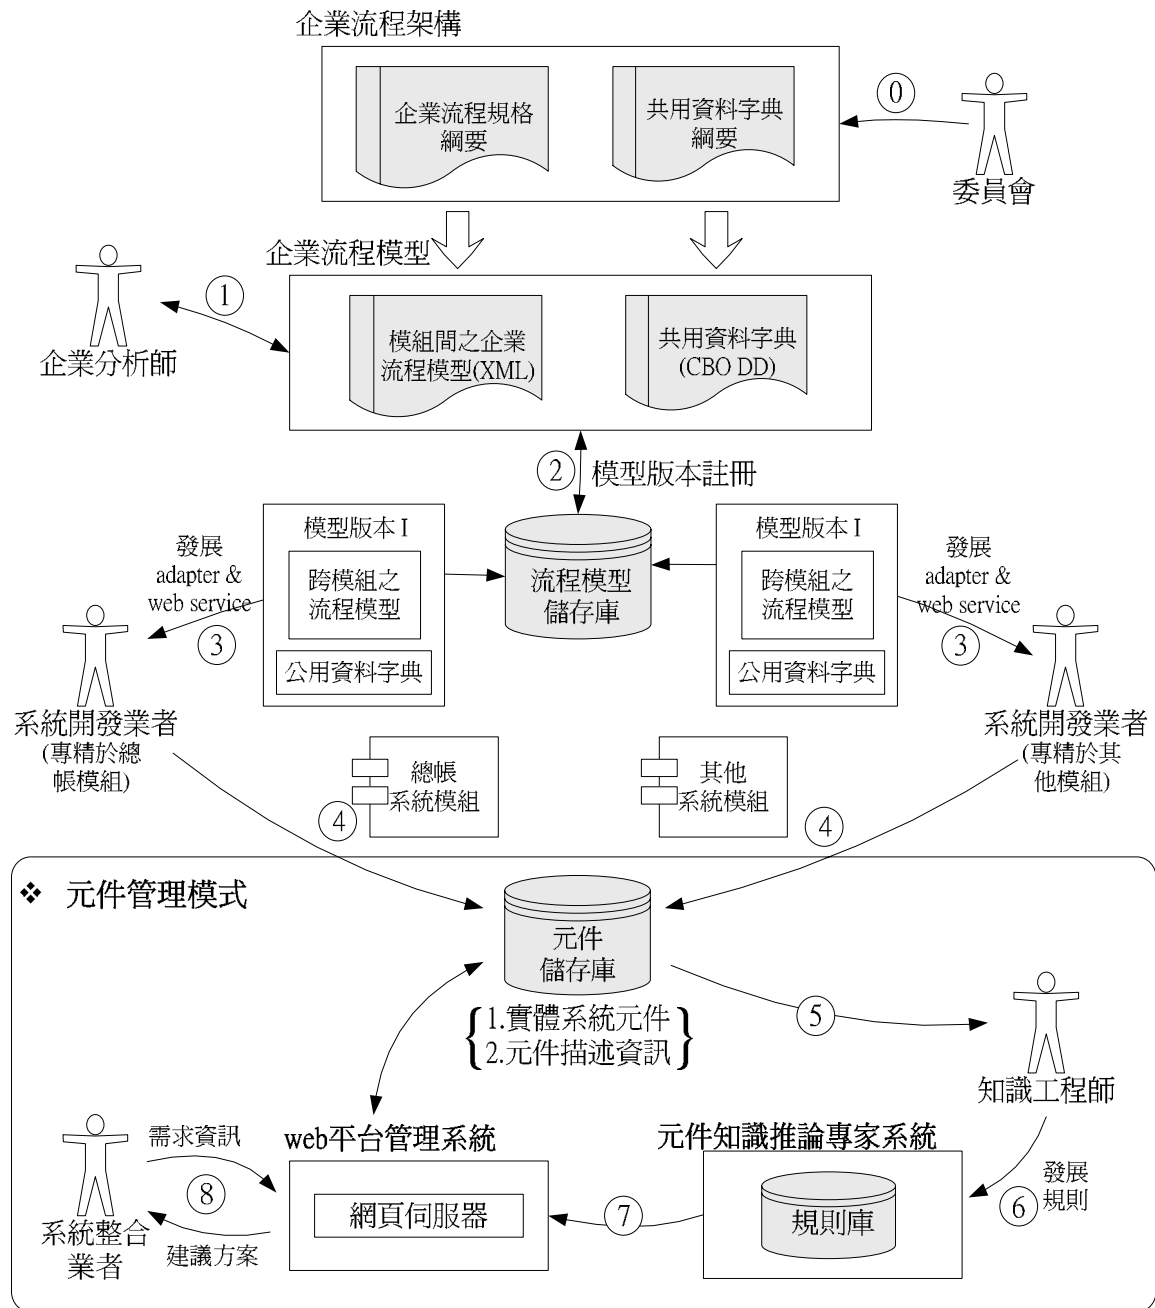 企業流程架構
企業流程規格
綱要
共用資料字典
綱要
0
委員會
企業流程模型
1
企業分析師
模組間之企業
流程模型(XML)
共用資料字典
(CBO DD)
2
模型版本註冊
模型版本 I
跨模組之
流程模型
公用資料字典
流程模型
儲存庫
模型版本 I
跨模組之
流程模型
公用資料字典
發展
adapter &
web service
3
發展
adapter &
web service
3
系統開發業者
(專精於總
帳模組)
系統開發業者
(專精於其
他模組)
總帳
系統模組
其他
系統模組
4
4
❖ 元件管理模式
元件
儲存庫
1.實體系統元件
2.元件描述資訊
5
知識工程師
web平台管理系統
網頁伺服器
元件知識推論專家系統
規則庫
6
發展
規則
7
需求資訊
8
建議方案
系統整合
業者